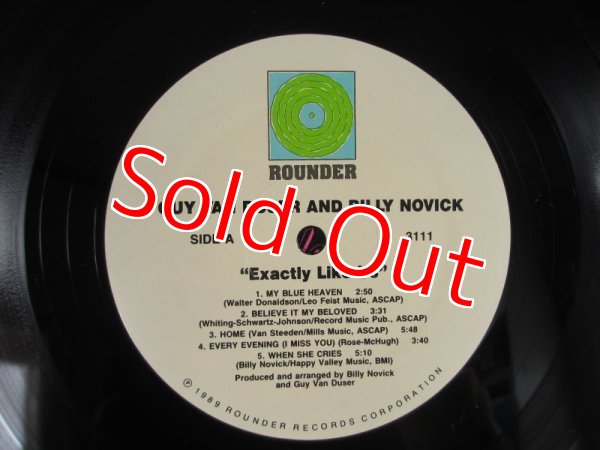 ROUNDER
AND BILLY NOVICK
SIDE A
3111
"Exactly Like
1. MY BLUE HEAVEN 2:50
(Walter Donaldson/Leo Feist Music, ASCAP)
2. BELIEVE IT MY BELOVED 3:31
(Whiting-Schwartz-Johnson/Record Music Pub., ASCAP)
3. HOME (Van Steeden/Mills Music, ASCAP) 5:48
4. EVERY EVENING (I MISS YOU) (Rose-McHugh) 3:40
5. WHEN SHE CRIES 5:10
(Billy Novick/Happy Valley Music, BMI)
Produced and arranged by Billy Novick
and Guy Van Duser
℗ 1989 ROUNDER RECORDS CORPORATION
Sold Out